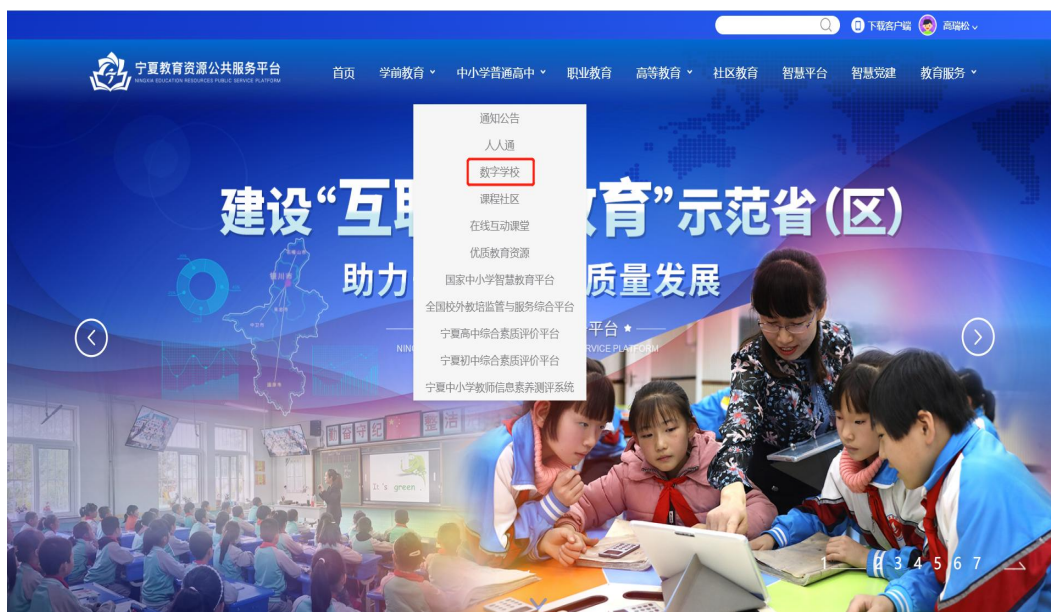 下载客户端 高瑞松
宁夏教育资源公共服务平台
NINGXIA EDUCATION RESOURCES PUBLIC SERVICE PLATFORM
首页 学前教育 中小学普通高中 职业教育 高等教育 社区教育 智慧平台 智慧党建 教育服务
通知公告
人人通
数字学校
课程社区
在线互动课堂
优质教育资源
国家中小学智慧教育平台
全国校外教培监管与服务综合平台
宁夏高中综合素质评价平台
宁夏初中综合素质评价平台
宁夏中小学教师信息素养测评系统
建设“互 育”示范省(区)
助力 质量发展
平台
NIN RVICE PLATFORM
银川市
It's green
1 2 3 4 5 6 7